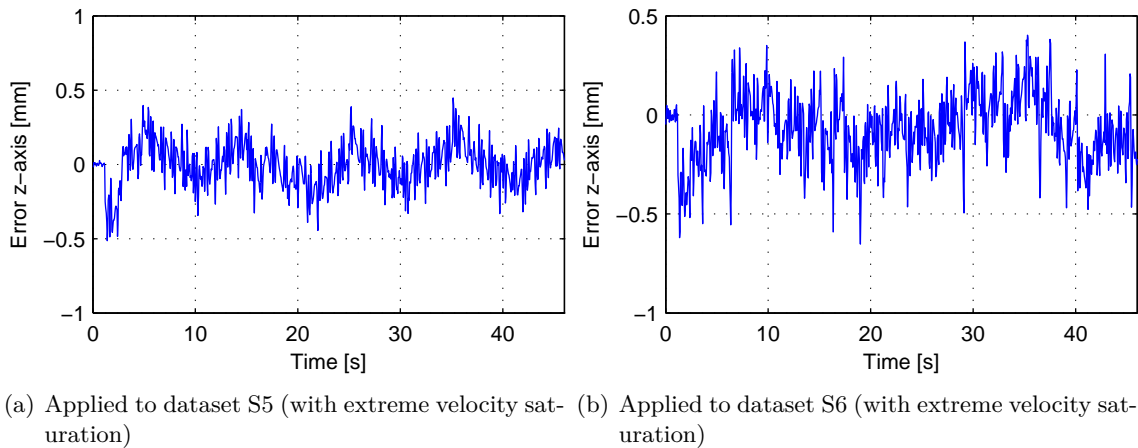 1
0.5
0
−0.5
−1
Error z−axis [mm]
0 10 20 30 40
Time [s]
0.5
0
−0.5
−1
Error z−axis [mm]
0 10 20 30 40
Time [s]
(a) Applied to dataset S5 (with extreme velocity sat-
uration)
(b) Applied to dataset S6 (with extreme velocity sat-
uration)